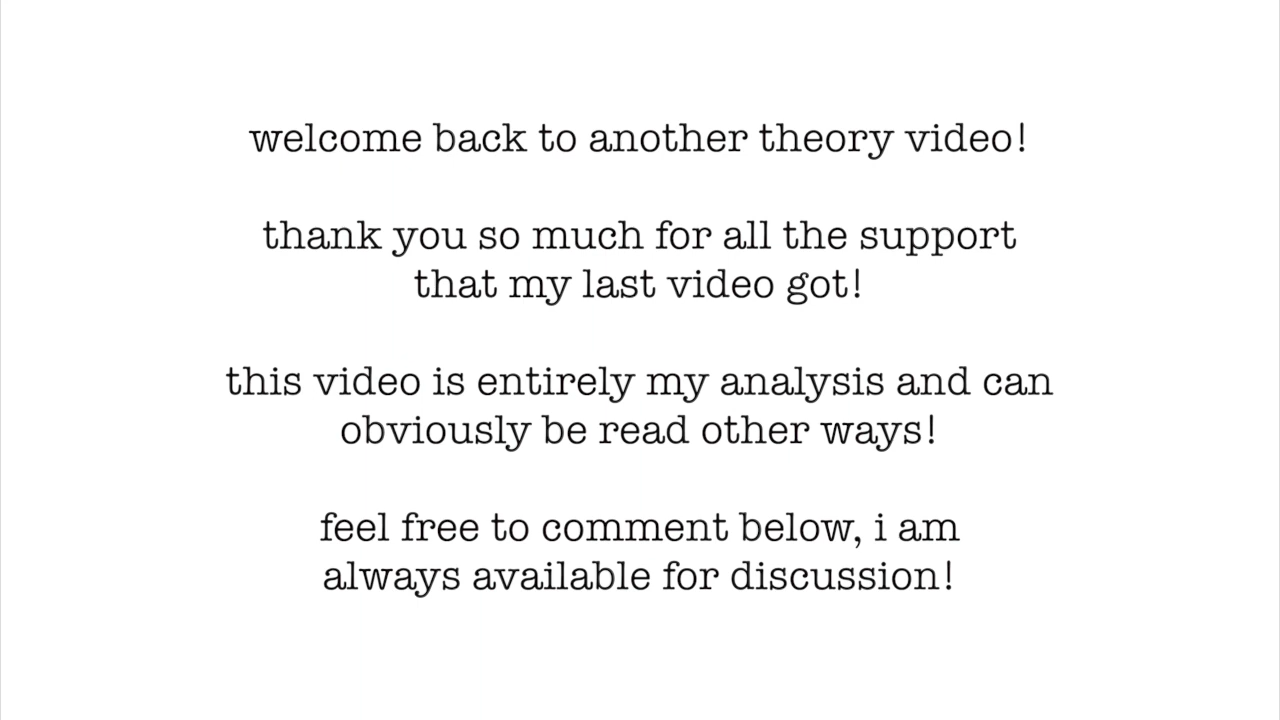 welcome back to another theory video!
thank you so much for all the support
that my last video got!
this video is entirely my analysis and can
obviously be read other ways!
feel free to comment below, i am
always available for discussion!